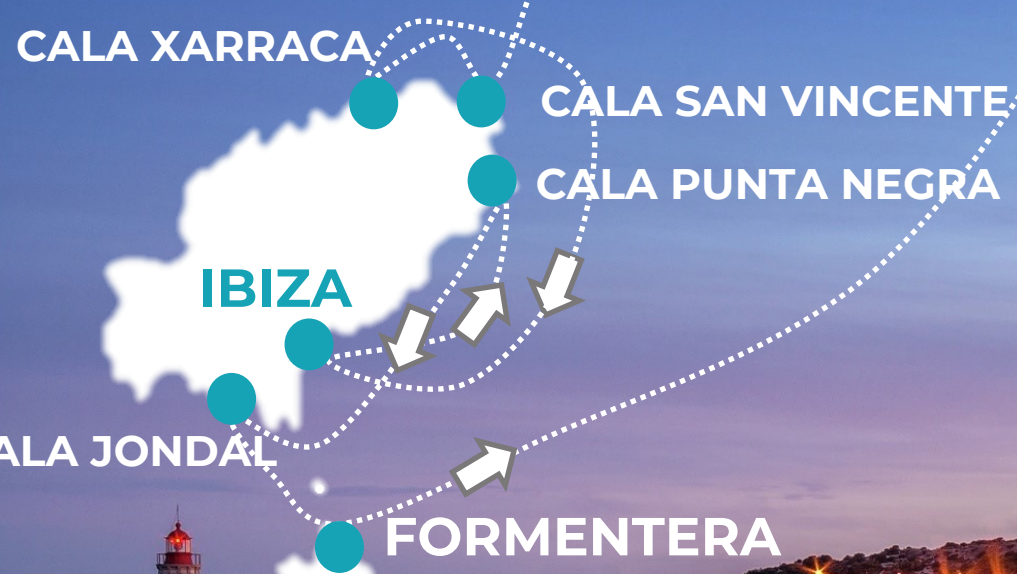 CALA XARRACA
CALA SAN VINCENTE
CALA PUNTA NEGRA
IBIZA
ALA JONDAL
FORMENTERA